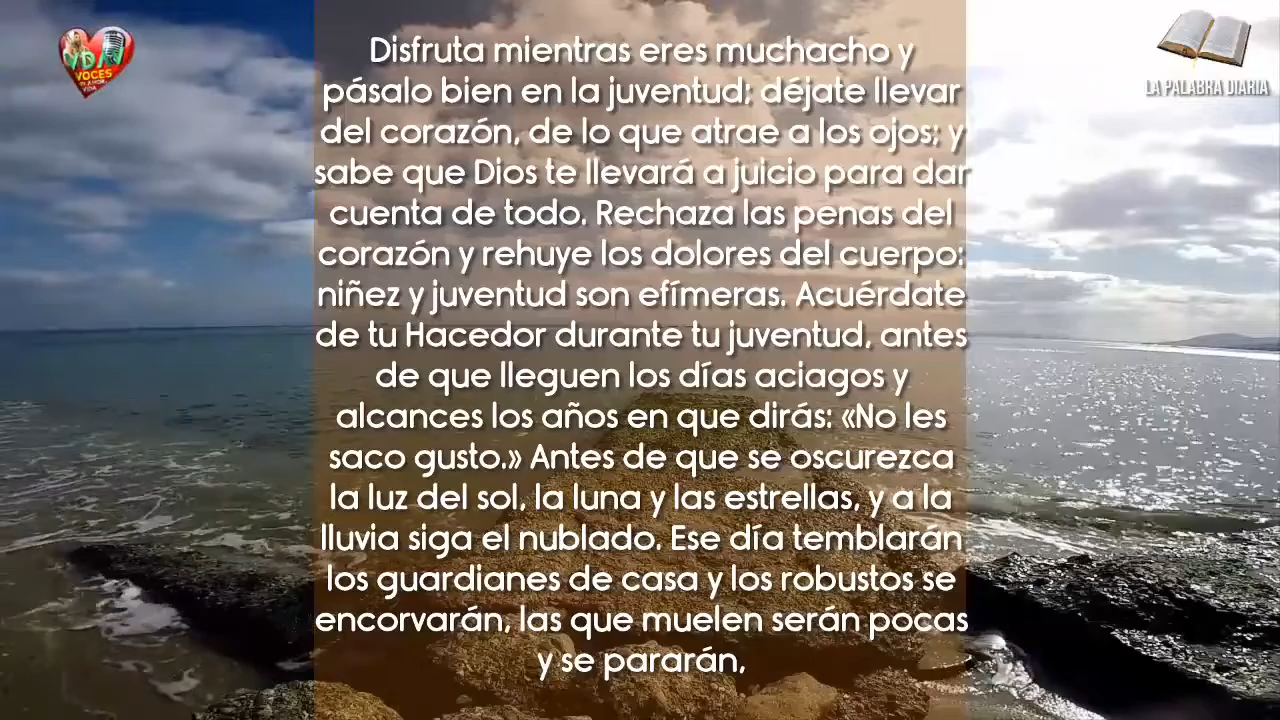 VOCES
VIDA
LA PALABRA DIARIA
Disfruta mientras eres muchacho y
pásalo bien en la juventud; déjate llevar
del corazón, de lo que atrae a los ojos; y
sabe que Dios te llevará a juicio para dar
cuenta de todo. Rechaza las penas del
corazón y rehuye los dolores del cuerpo:
niñez y juventud son efímeras. Acuérdate
de tu Hacedor durante tu juventud, antes
de que lleguen los días aciagos y
alcances los años en que dirás: «No les
saco gusto.» Antes de que se oscurezca
la luz del sol, la luna y las estrellas, y a la
lluvia siga el nublado. Ese día temblarán
los guardianes de casa y los robustos se
encorvarán, las que muelen serán pocas
y se pararán,